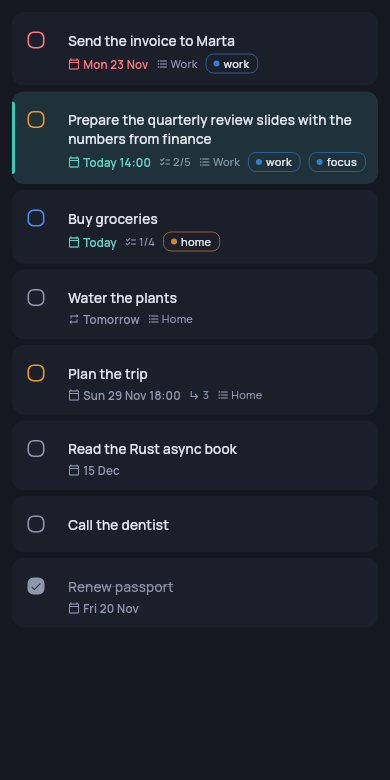 Send the invoice to Marta
Mon 23 Nov Work work
Prepare the quarterly review slides with the
numbers from finance
Today 14:00 2/5 Work work focus
Buy groceries
Today 1/4 home
Water the plants
Tomorrow Home
Plan the trip
Sun 29 Nov 18:00 3 Home
Read the Rust async book
15 Dec
Call the dentist
Renew passport
Fri 20 Nov